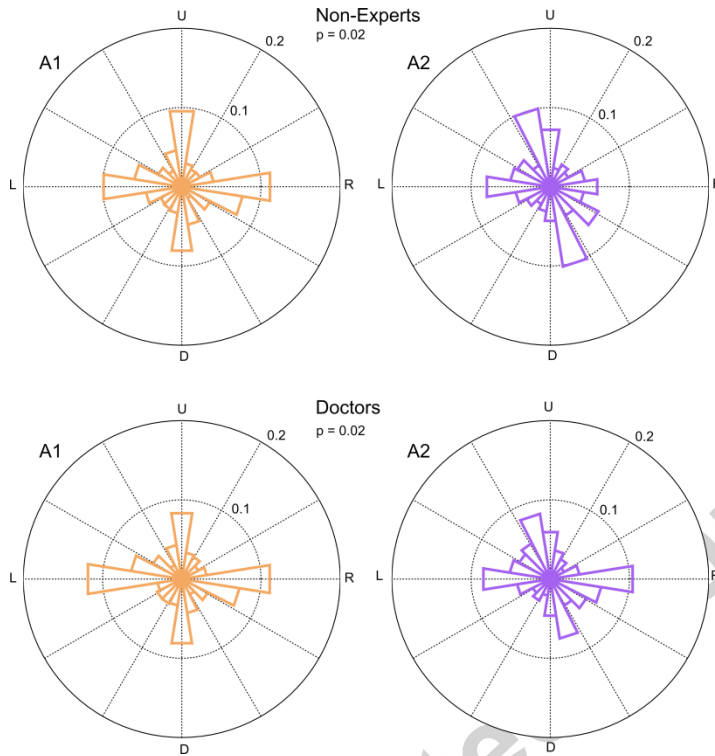 Non-Experts
p = 0.02
A1
U
0.2
0.1
L
R
D
A2
U
0.2
0.1
L
D
Doctors
p = 0.02
A1
U
0.2
0.1
L
R
D
A2
U
0.2
0.1
L
D